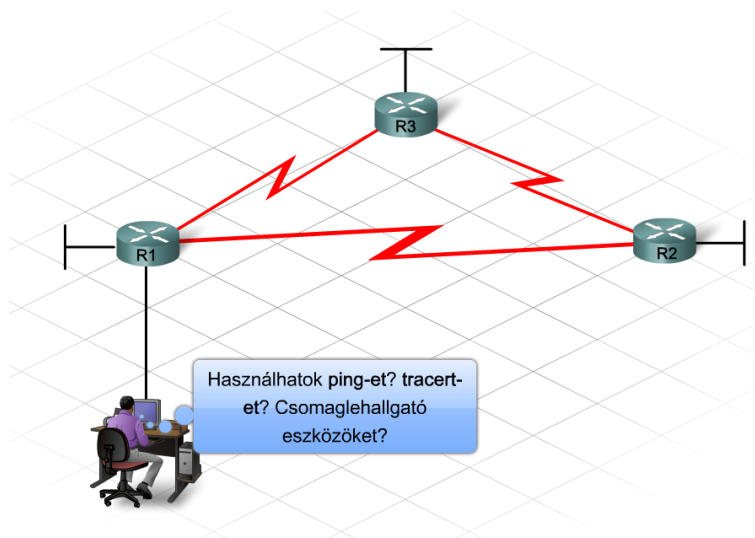 R3
R1
R2
Használhatok ping-et? tracert-
et? Csomaglehallgató
eszközöket?